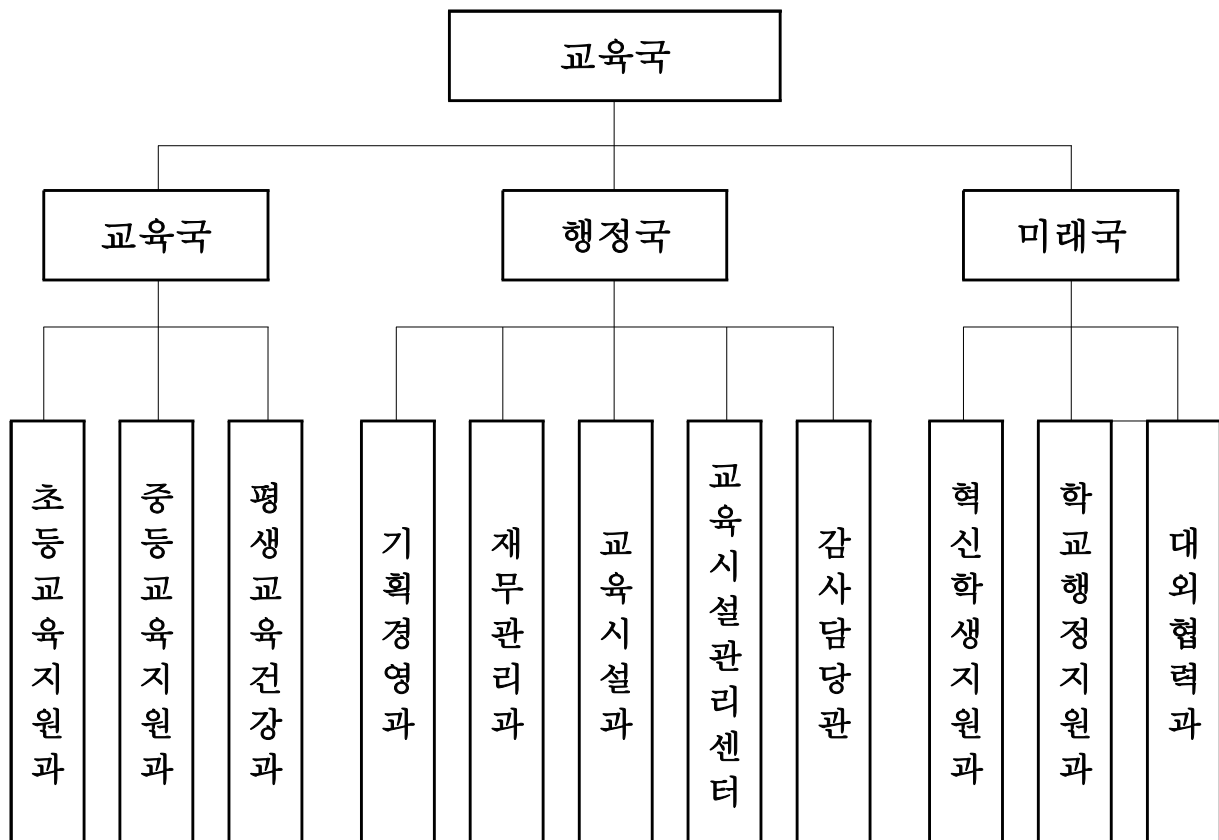 교육국
교육국
행정국
미래국
초등교육지원과
중등교육지원과
평생교육건강과
기획경영과
재무관리과
교육시설과
교육시설관리센터
감사담당관
혁신학생지원과
학교행정지원과
대외협력과